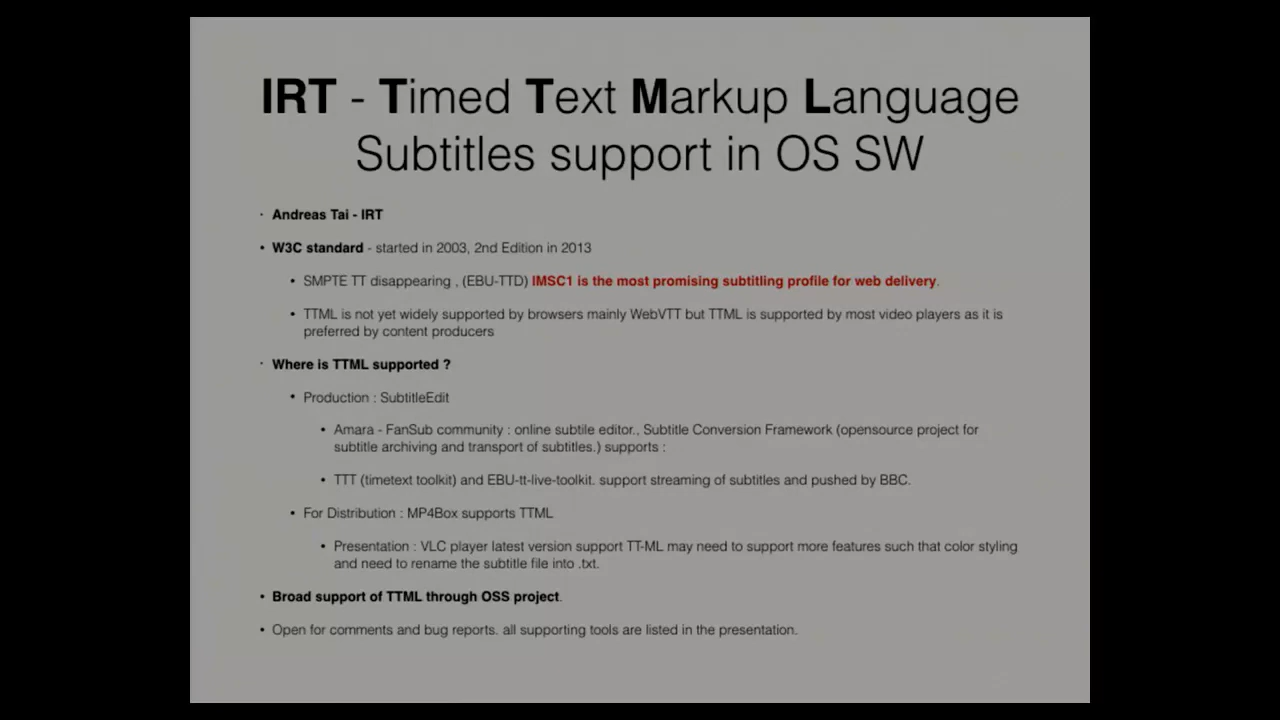 IRT - Timed Text Markup Language
Subtitles support in OS SW
• Andreas Tai - IRT
• W3C standard - started in 2003, 2nd Edition in 2013
• SMPTE TT disappearing , (EBU-TTD) IMSC1 is the most promising subtitling profile for web delivery.
• TTML is not yet widely supported by browsers mainly WebVTT but TTML is supported by most video players as it is
preferred by content producers
• Where is TTML supported ?
• Production : SubtitleEdit
• Amara - FanSub community : online subtile editor., Subtitle Conversion Framework (opensource project for
subtitle archiving and transport of subtitles.) supports :
• TTT (timetext toolkit) and EBU-tt-live-toolkit. support streaming of subtitles and pushed by BBC.
• For Distribution : MP4Box supports TTML
• Presentation : VLC player latest version support TT-ML may need to support more features such that color styling
and need to rename the subtitle file into .txt.
• Broad support of TTML through OSS project.
• Open for comments and bug reports. all supporting tools are listed in the presentation.